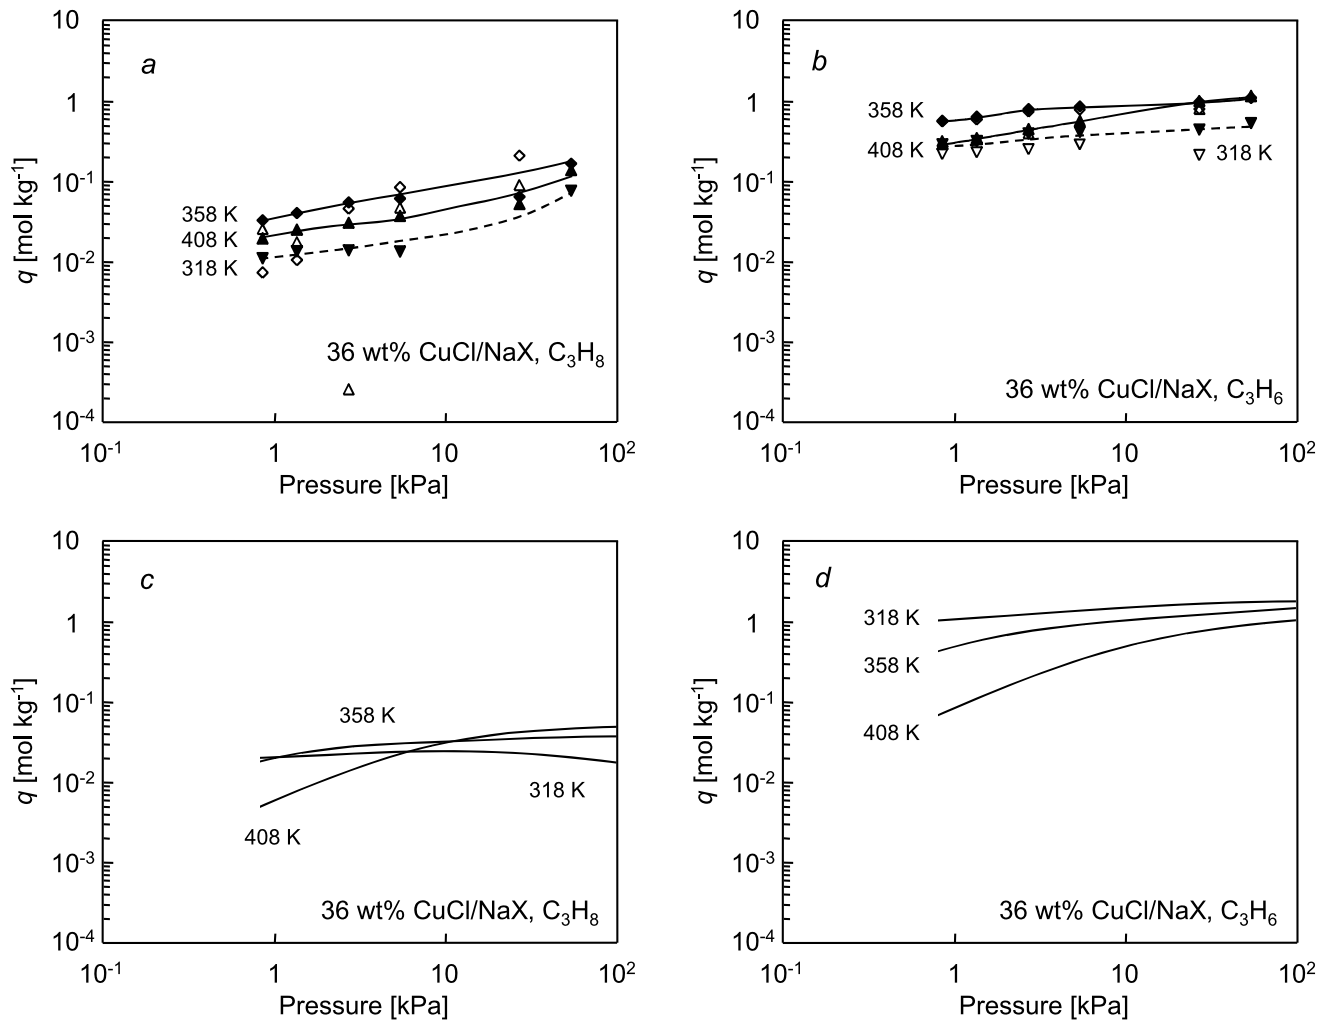 10
1
10⁻¹
10⁻²
10⁻³
10⁻⁴
q [mol kg⁻¹]
a
358 K
408 K
318 K
36 wt% CuCl/NaX, C₃H₈
10⁻¹ 1 10 10²
Pressure [kPa]
10
1
10⁻¹
10⁻²
10⁻³
10⁻⁴
q [mol kg⁻¹]
b
358 K
408 K
318 K
36 wt% CuCl/NaX, C₃H₆
10⁻¹ 1 10 10²
Pressure [kPa]
10
1
10⁻¹
10⁻²
10⁻³
10⁻⁴
q [mol kg⁻¹]
c
358 K
318 K
408 K
36 wt% CuCl/NaX, C₃H₈
10⁻¹ 1 10 10²
Pressure [kPa]
10
1
10⁻¹
10⁻²
10⁻³
10⁻⁴
q [mol kg⁻¹]
d
318 K
358 K
408 K
36 wt% CuCl/NaX, C₃H₆
10⁻¹ 1 10 10²
Pressure [kPa]